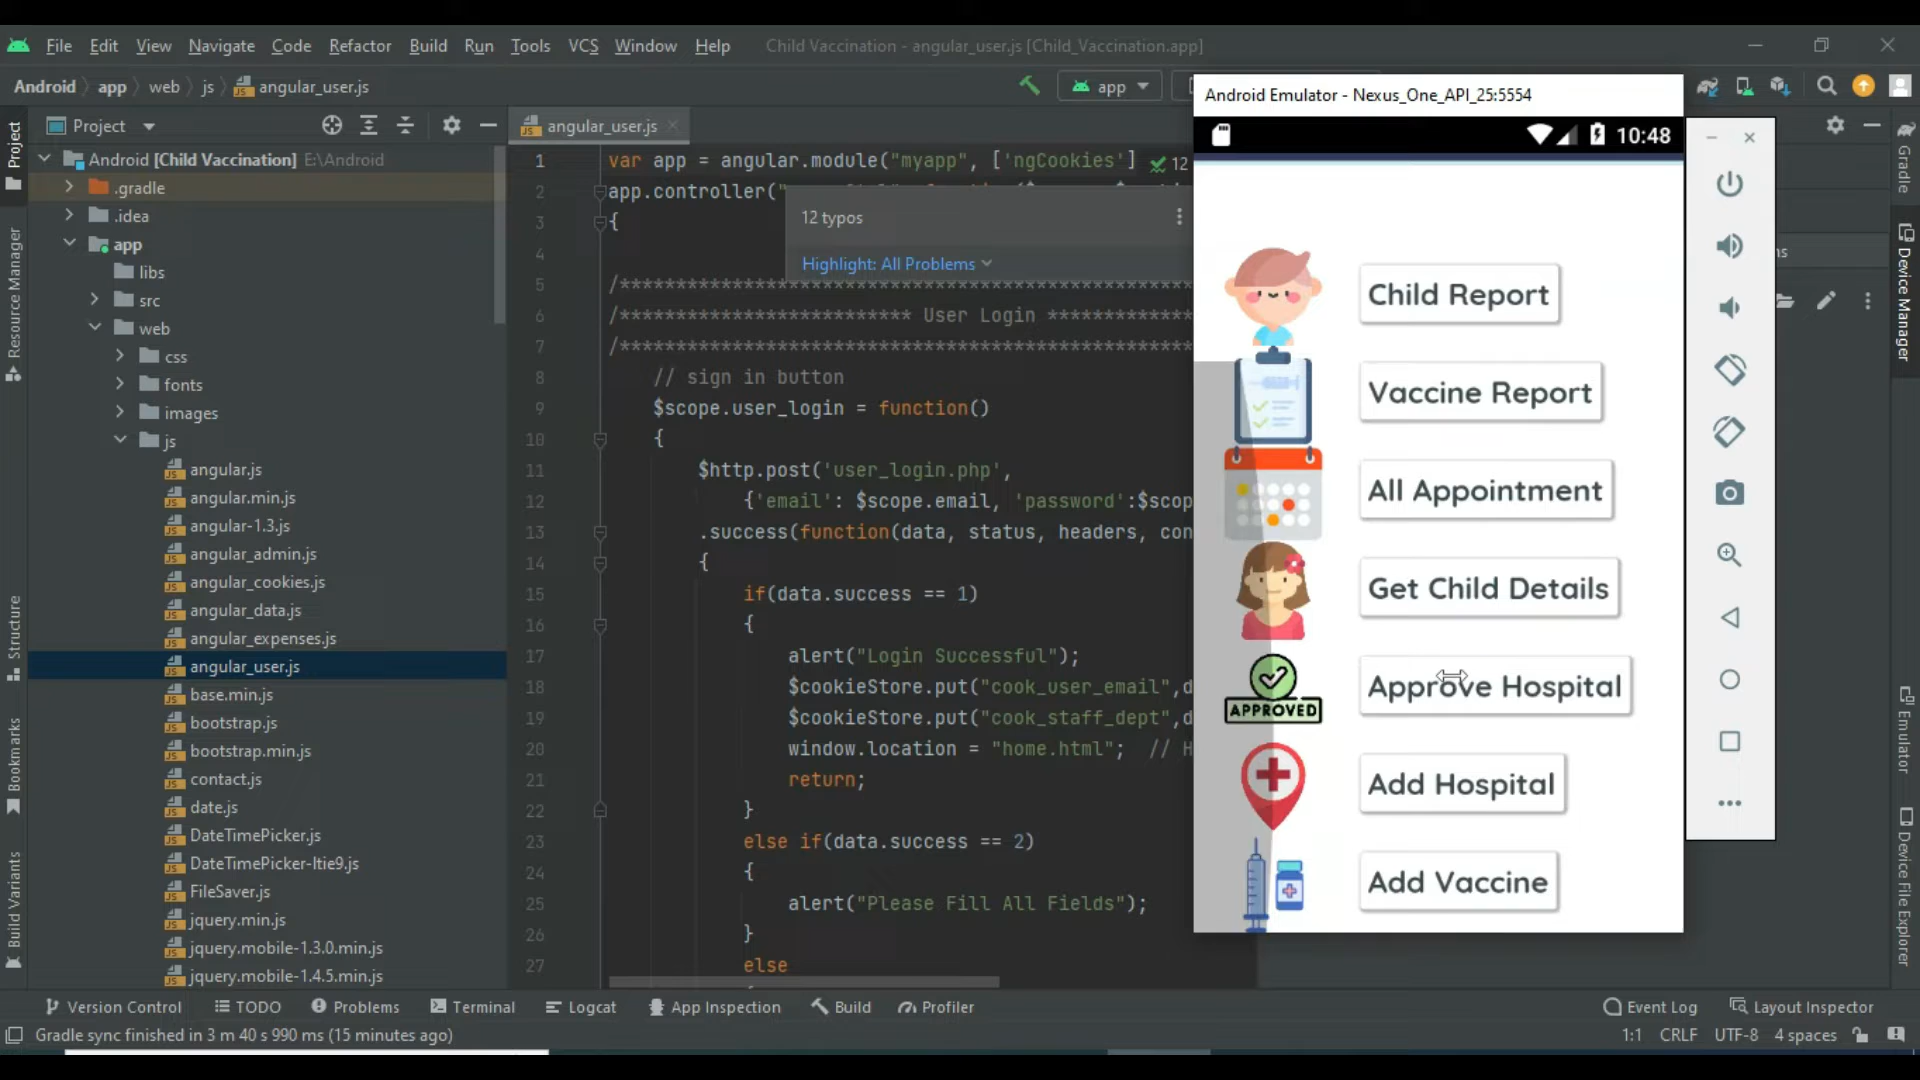 File Edit View Navigate Code Refactor Build Run Tools VCS Window Help Child Vaccination - angular_user.js [Child_Vaccination.app]
Android app web js angular_user.js
app
Android Emulator - Nexus_One_API_25:5554
10:48
Project
Android [Child Vaccination] E:\Android
.gradle
.idea
app
libs
src
web
css
fonts
images
js
angular.js
angular.min.js
angular-1.3.js
angular_admin.js
angular_cookies.js
angular_data.js
angular_expenses.js
angular_user.js
base.min.js
bootstrap.js
bootstrap.min.js
contact.js
date.js
DateTimePicker.js
DateTimePicker-ltie9.js
FileSaver.js
jquery.min.js
jquery.mobile-1.3.0.min.js
jquery.mobile-1.4.5.min.js
angular_user.js
1 var app = angular.module("myapp", ['ngCookies'] 12
2 app.controller("
3 {
4
12 typos
Highlight: All Problems
5 /***************************************************
6 /************************** User Login *************
7 /***************************************************
8 // sign in button
9 $scope.user_login = function()
10 {
11 $http.post('user_login.php',
12 {'email': $scope.email, 'password':$scop
13 .success(function(data, status, headers, con
14 {
15 if(data.success == 1)
16 {
17 alert("Login Successful");
18 $cookieStore.put("cook_user_email",d
19 $cookieStore.put("cook_staff_dept",d
20 window.location = "home.html"; // H
21 return;
22 }
23 else if(data.success == 2)
24 {
25 alert("Please Fill All Fields");
26 }
27 else
Child Report
Vaccine Report
All Appointment
Get Child Details
APPROVED
Approve Hospital
Add Hospital
Add Vaccine
ns
Project
Resource Manager
Structure
Bookmarks
Build Variants
Gradle
Device Manager
Emulator
Device File Explorer
Version Control TODO Problems Terminal Logcat App Inspection Build Profiler Event Log Layout Inspector
Gradle sync finished in 3 m 40 s 990 ms (15 minutes ago) 1:1 CRLF UTF-8 4 spaces